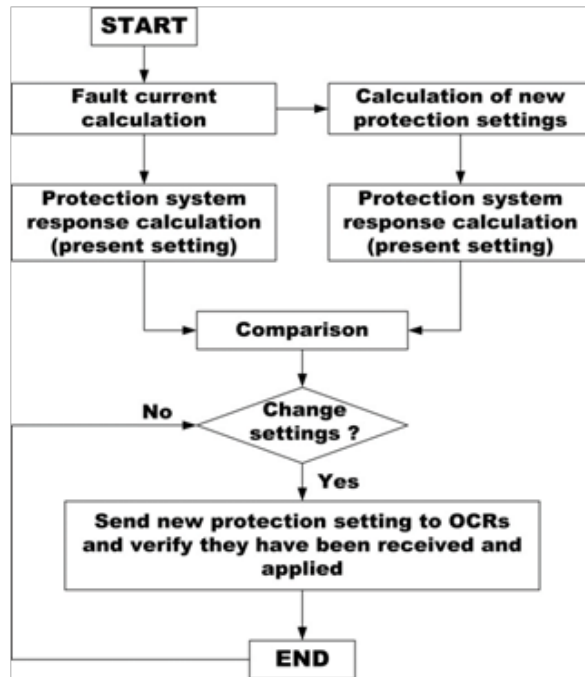 START
Fault current
calculation
Calculation of new
protection settings
Protection system
response calculation
(present setting)
Protection system
response calculation
(present setting)
Comparison
No
Change
settings ?
Yes
Send new protection setting to OCRs
and verify they have been received and
applied
END